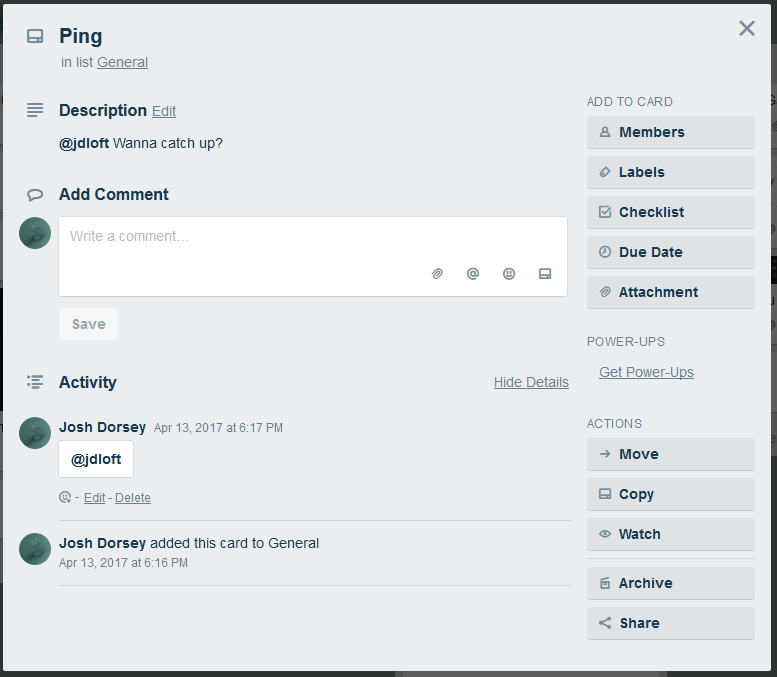 Ping
in list General
Description Edit
@jdloft Wanna catch up?
Add Comment
Write a comment…
Save
Activity
Hide Details
Josh Dorsey Apr 13, 2017 at 6:17 PM
@jdloft
- Edit - Delete
Josh Dorsey added this card to General
Apr 13, 2017 at 6:16 PM
ADD TO CARD
Members
Labels
Checklist
Due Date
Attachment
POWER-UPS
Get Power-Ups
ACTIONS
Move
Copy
Watch
Archive
Share